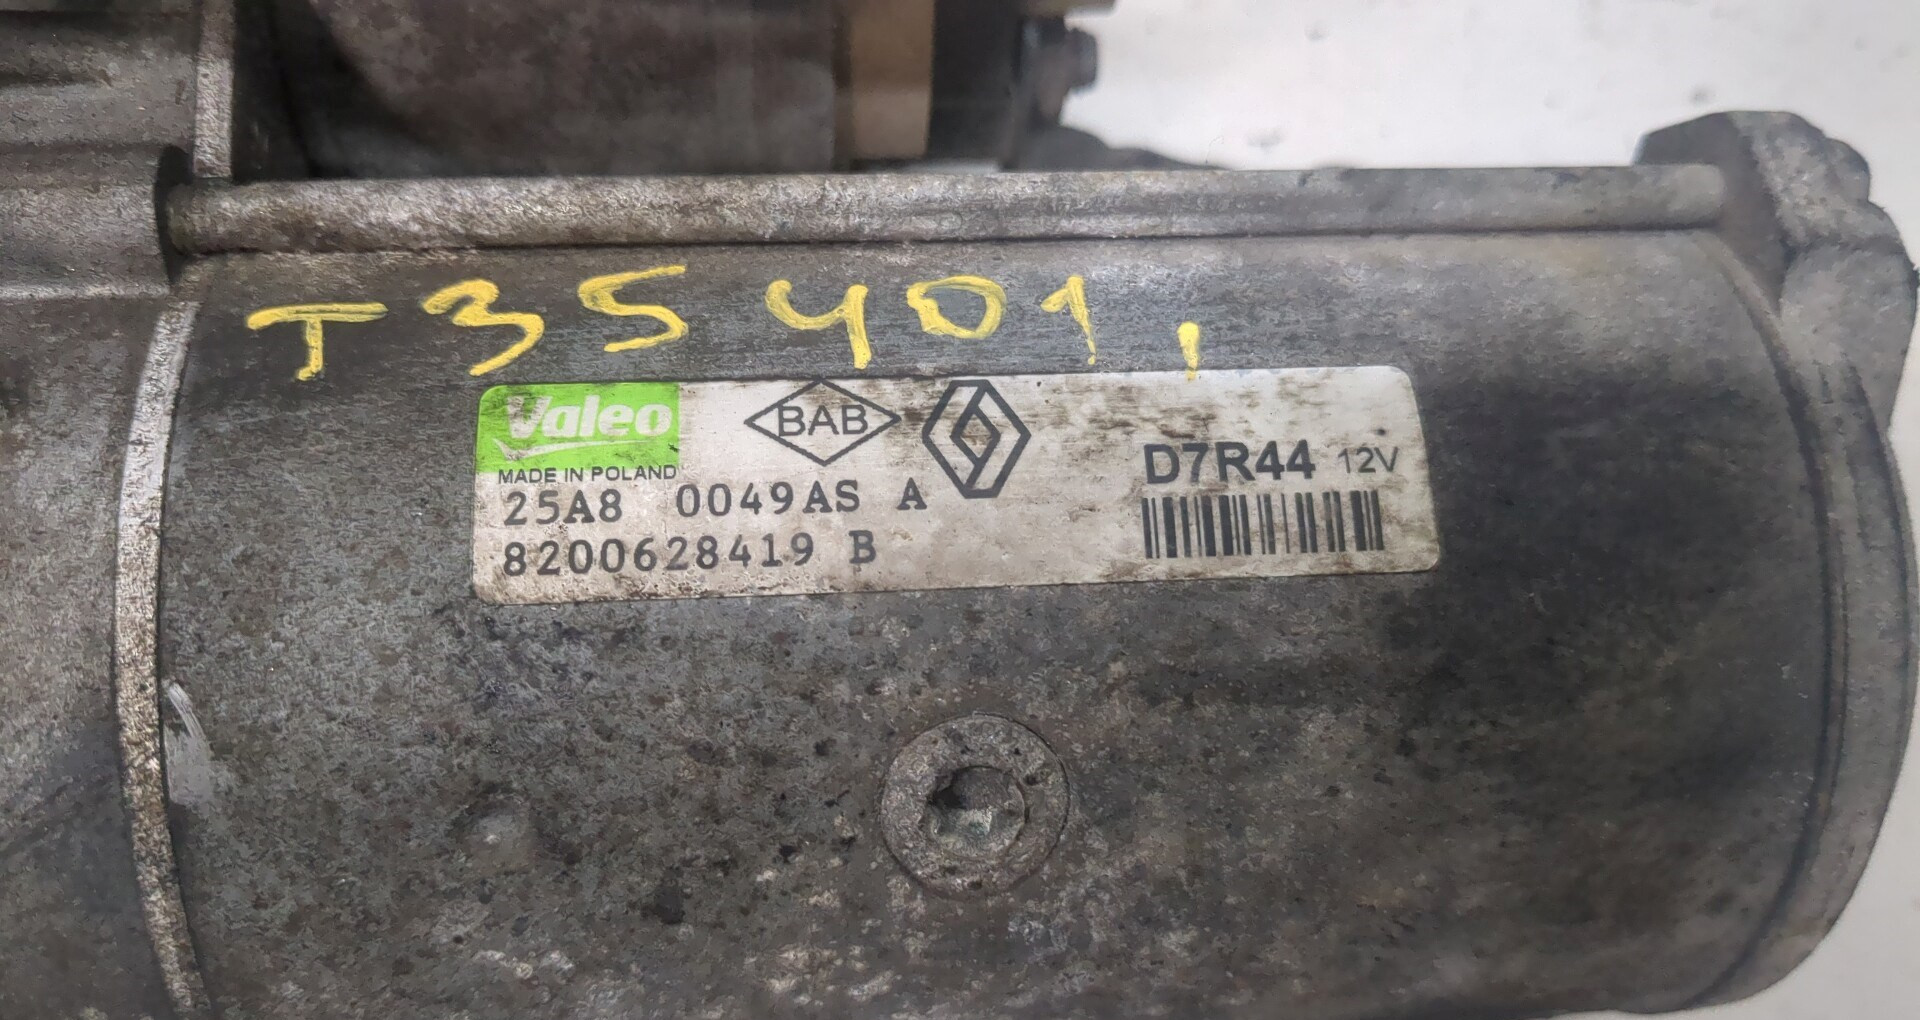 T35401,
Valeo
BAB
MADE IN POLAND
D7R44 12V
25A8 0049AS A
8200628419 B